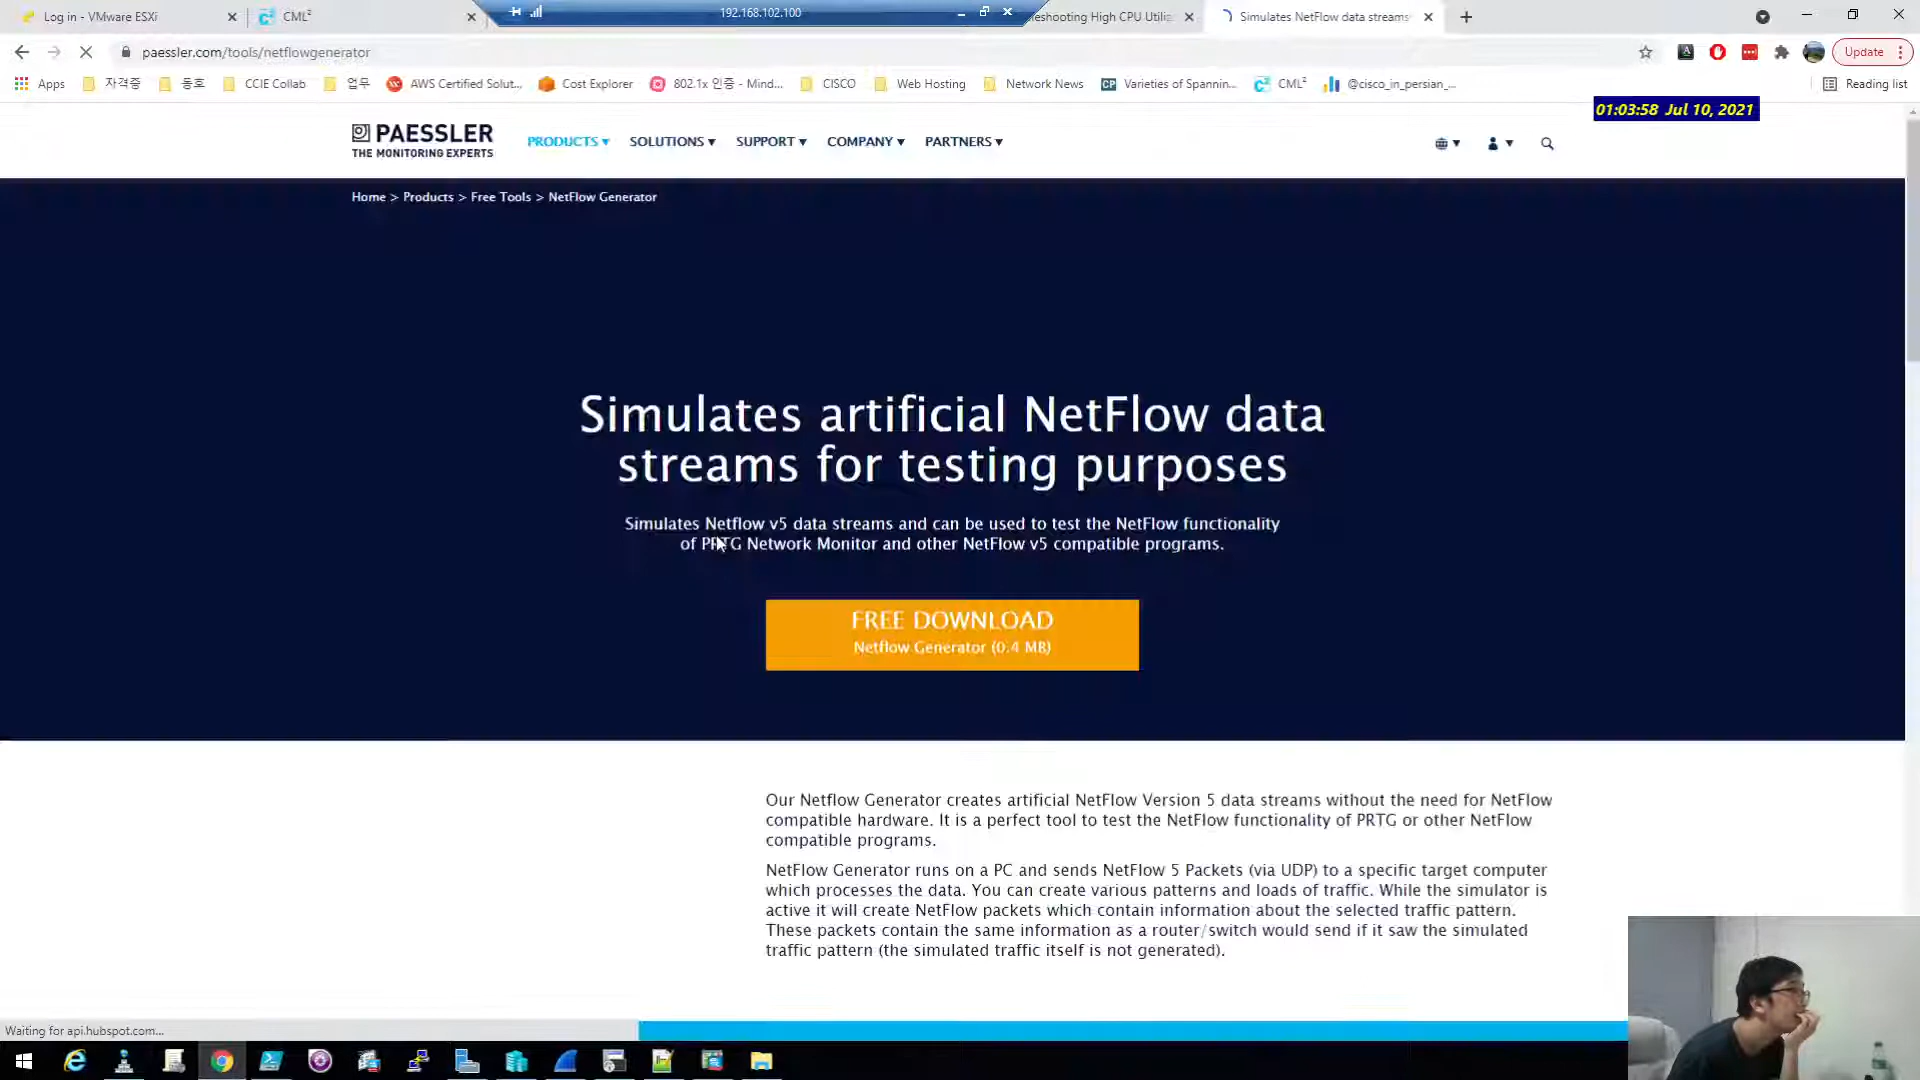 Log in - VMware ESXi
CML²
192.168.102.100
leshooting High CPU Utiliz
Simulates NetFlow data streams
paessler.com/tools/netflowgenerator
Update
Apps
자격증
동호
CCIE Collab
업무
AWS Certified Solut...
Cost Explorer
802.1x 인증 - Mind...
CISCO
Web Hosting
Network News
CP
Varieties of Spannin...
CML²
@cisco_in_persian_...
Reading list
01:03:58 Jul 10, 2021
PAESSLER
THE MONITORING EXPERTS
PRODUCTS
SOLUTIONS
SUPPORT
COMPANY
PARTNERS
Home > Products > Free Tools > NetFlow Generator
Simulates artificial NetFlow data
streams for testing purposes
Simulates Netflow v5 data streams and can be used to test the NetFlow functionality
of PRTG Network Monitor and other NetFlow v5 compatible programs.
FREE DOWNLOAD
Netflow Generator (0.4 MB)
Our Netflow Generator creates artificial NetFlow Version 5 data streams without the need for NetFlow
compatible hardware. It is a perfect tool to test the NetFlow functionality of PRTG or other NetFlow
compatible programs.
NetFlow Generator runs on a PC and sends NetFlow 5 Packets (via UDP) to a specific target computer
which processes the data. You can create various patterns and loads of traffic. While the simulator is
active it will create NetFlow packets which contain information about the selected traffic pattern.
These packets contain the same information as a router/switch would send if it saw the simulated
traffic pattern (the simulated traffic itself is not generated).
Waiting for api.hubspot.com...